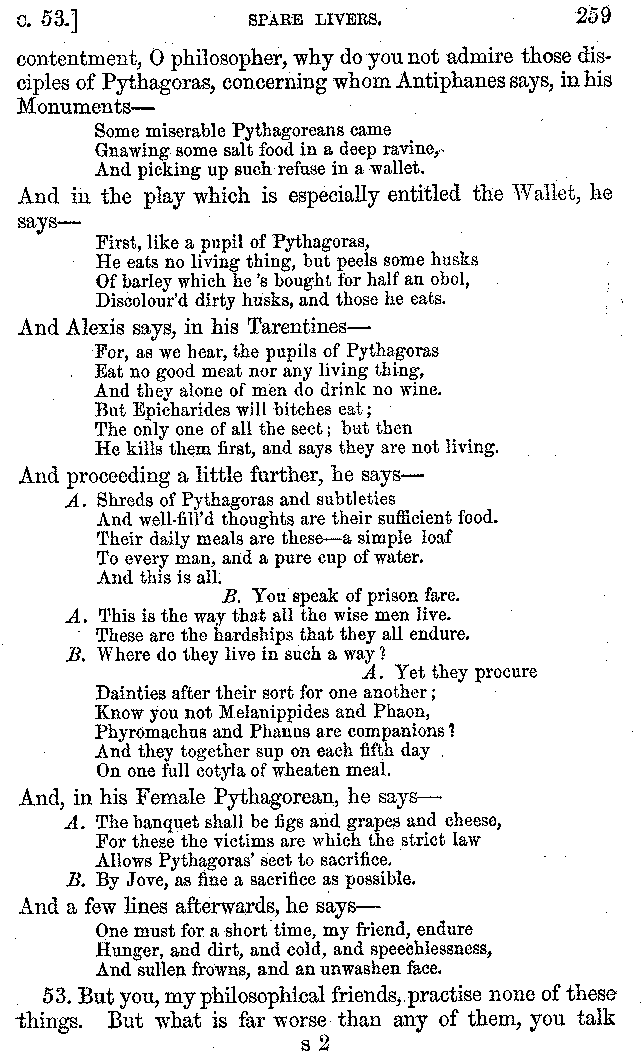 C. 53.] SPARE LIVERS. 259
contentment, O philosopher, why do you not admire those dis-
ciples of Pythagoras, concerning whom Antiphanes says, in his
Monuments—
Some miserable Pythagoreans came
Gnawing some salt food in a deep ravine,
And picking up such refuse in a wallet.
And in the play which is especially entitled the Wallet, he
says—
First, like a pupil of Pythagoras,
He eats no living thing, but peels some husks
Of barley which he 's bought for half an obol,
Discolour'd dirty husks, and those he eats.
And Alexis says, in his Tarentines—
For, as we hear, the pupils of Pythagoras
Eat no good meat nor any living thing,
And they alone of men do drink no wine.
But Epicharides will bitches eat;
The only one of all the sect; but then
He kills them first, and says they are not living.
And proceeding a little further, he says—
A. Shreds of Pythagoras and subtleties
And well-fill'd thoughts are their sufficient food.
Their daily meals are these—a simple loaf
To every man, and a pure cup of water.
And this is all.
B. You speak of prison fare.
A. This is the way that all the wise men live.
These are the hardships that they all endure.
B. Where do they live in such a way?
A. Yet they procure
Dainties after their sort for one another;
Know you not Melanippides and Phaon,
Phyromachus and Phanus are companions?
And they together sup on each fifth day
On one full cotyla of wheaten meal.
And, in his Female Pythagorean, he says—
A. The banquet shall be figs and grapes and cheese,
For these the victims are which the strict law
Allows Pythagoras' sect to sacrifice.
B. By Jove, as fine a sacrifice as possible.
And a few lines afterwards, he says—
One must for a short time, my friend, endure
Hunger, and dirt, and cold, and speechlessness,
And sullen frowns, and an unwashen face.
53. But you, my philosophical friends, practise none of these
things. But what is far worse than any of them, you talk
S 2